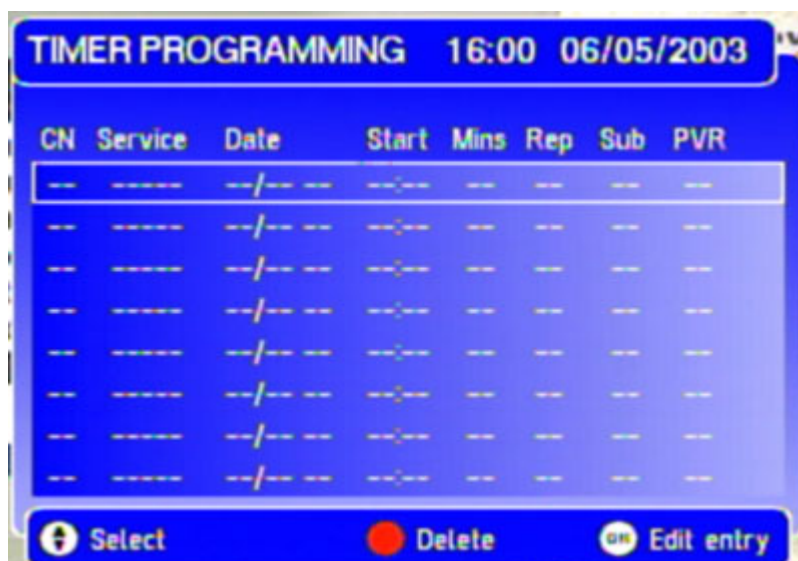 TIMER PROGRAMMING 16:00 06/05/2003
CN Service Date Start Mins Rep Sub PVR
-- ----- --/-- -- --:-- -- -- -- --
-- ----- --/-- -- --:-- -- -- -- --
-- ----- --/-- -- --:-- -- -- -- --
-- ----- --/-- -- --:-- -- -- -- --
-- ----- --/-- -- --:-- -- -- -- --
-- ----- --/-- -- --:-- -- -- -- --
-- ----- --/-- -- --:-- -- -- -- --
-- ----- --/-- -- --:-- -- -- -- --
Select Delete OK Edit entry